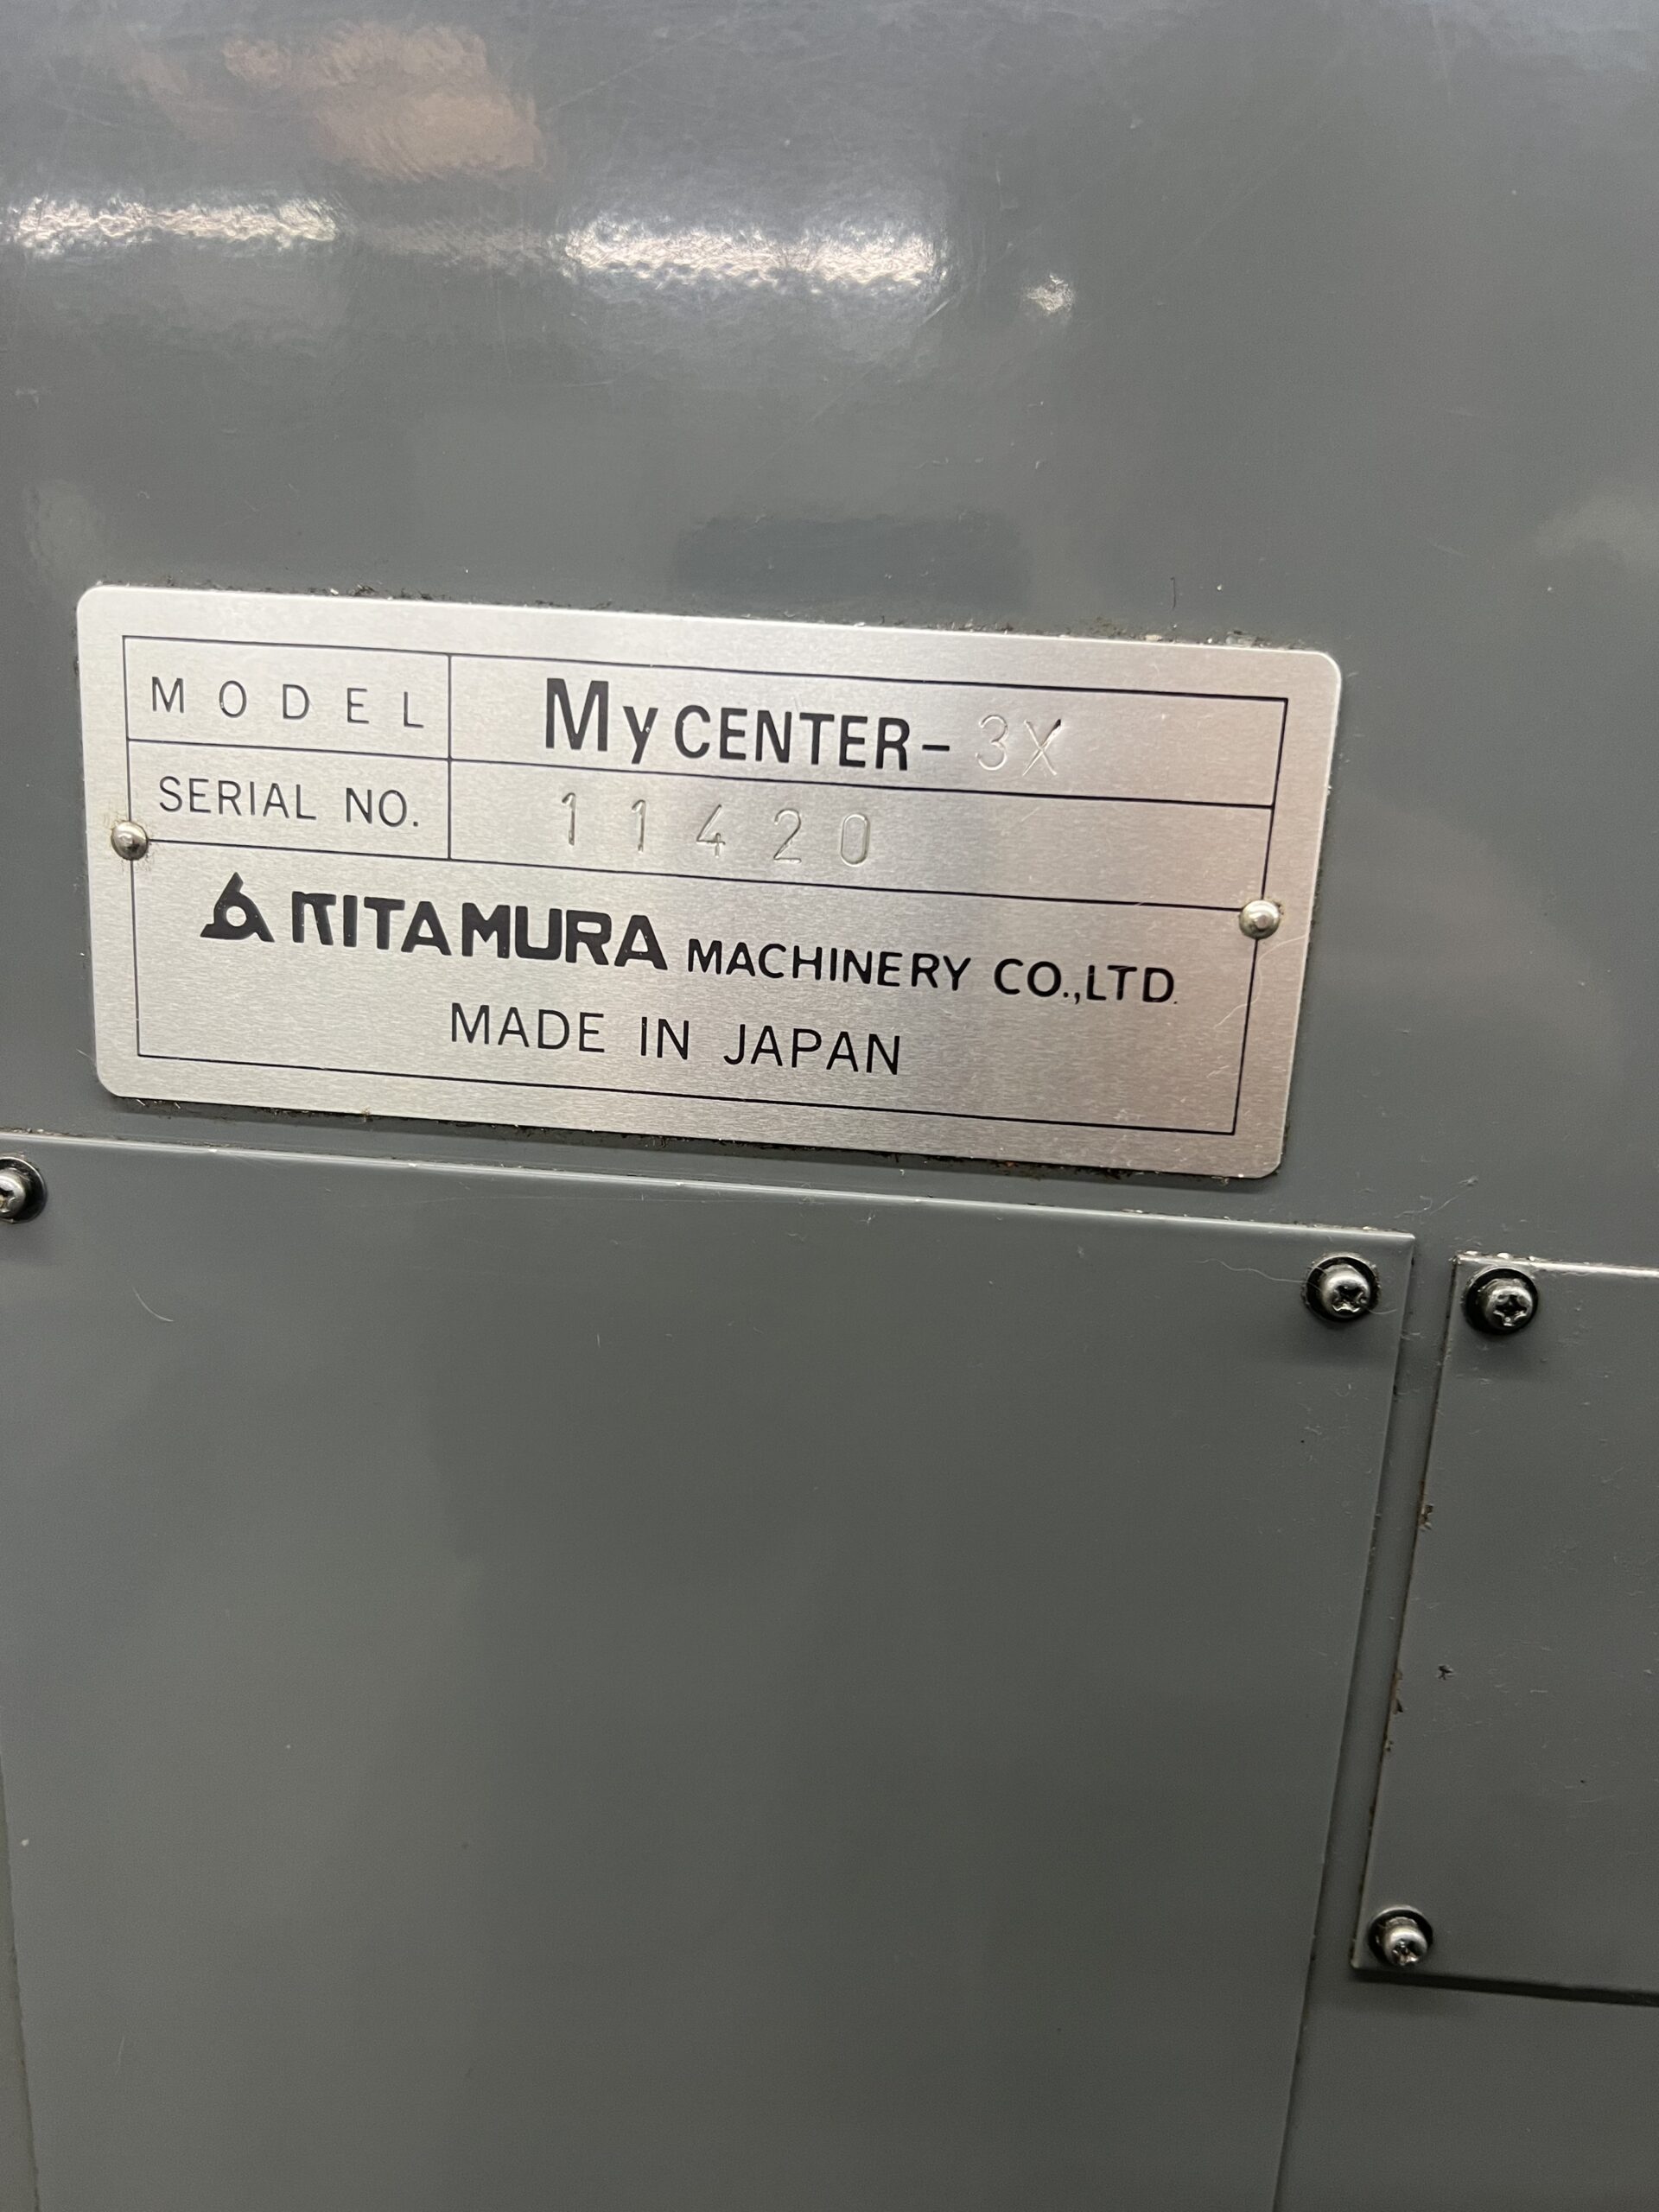 MODEL MyCENTER-3X
SERIAL NO. 11420
KITAMURA MACHINERY CO.,LTD.
MADE IN JAPAN